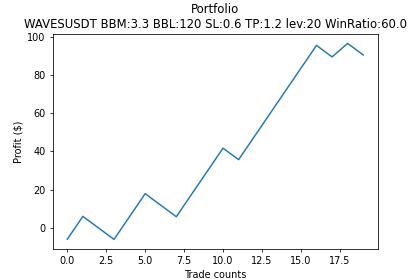 Portfolio
WAVESUSDT BBM:3.3 BBL:120 SL:0.6 TP:1.2 lev:20 WinRatio:60.0
100
80
60
40
20
0
Profit ($)
0.0 2.5 5.0 7.5 10.0 12.5 15.0 17.5
Trade counts